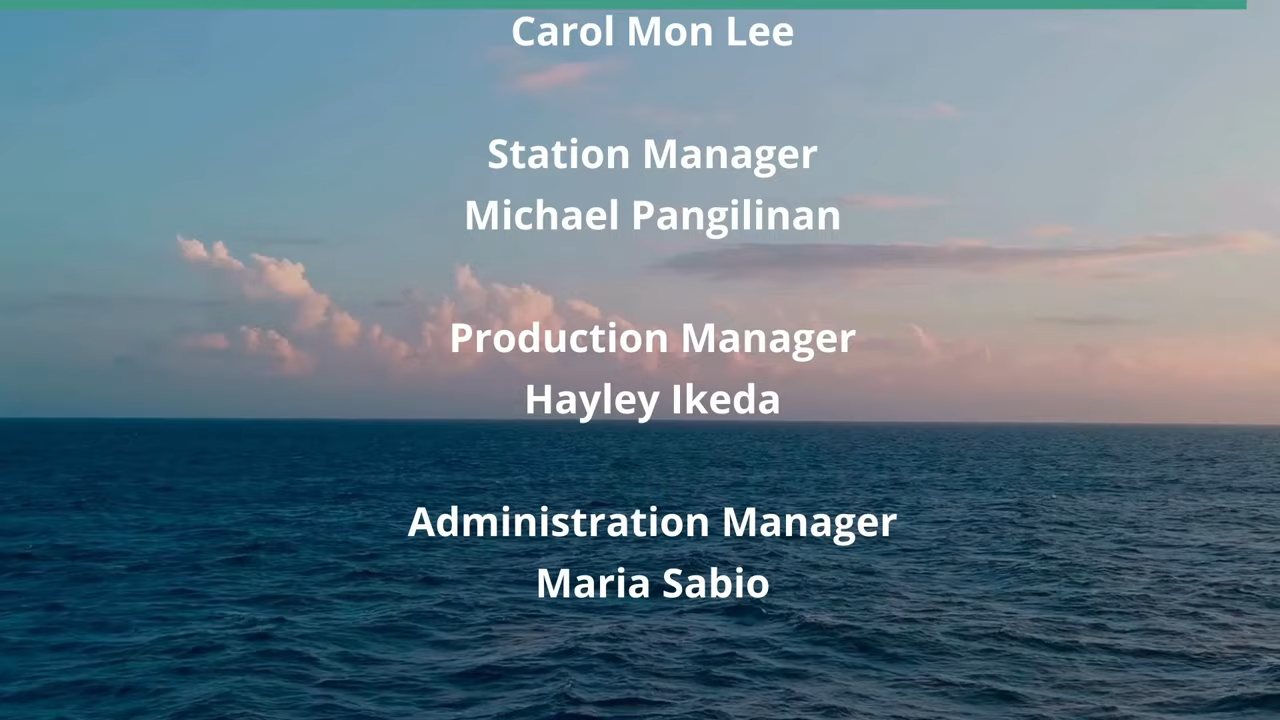 Carol Mon Lee
Station Manager
Michael Pangilinan
Production Manager
Hayley Ikeda
Administration Manager
Maria Sabio